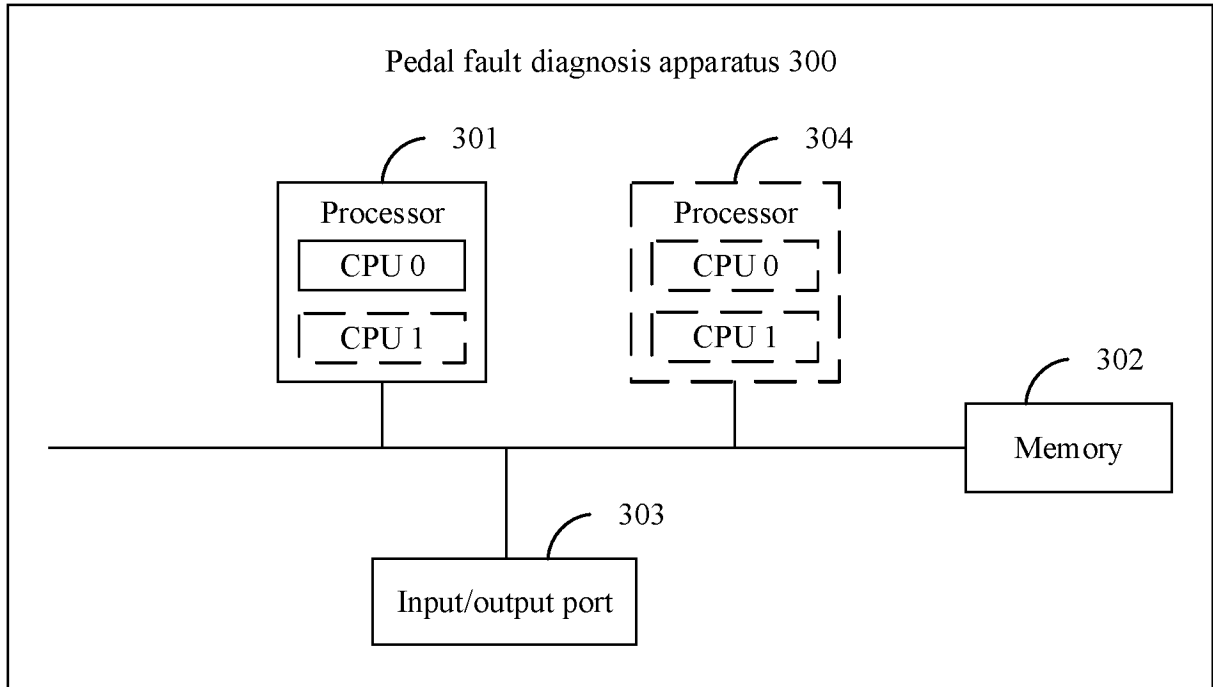 Pedal fault diagnosis apparatus 300
301
304
Processor
CPU 0
CPU 1
Processor
CPU 0
CPU 1
302
Memory
303
Input/output port